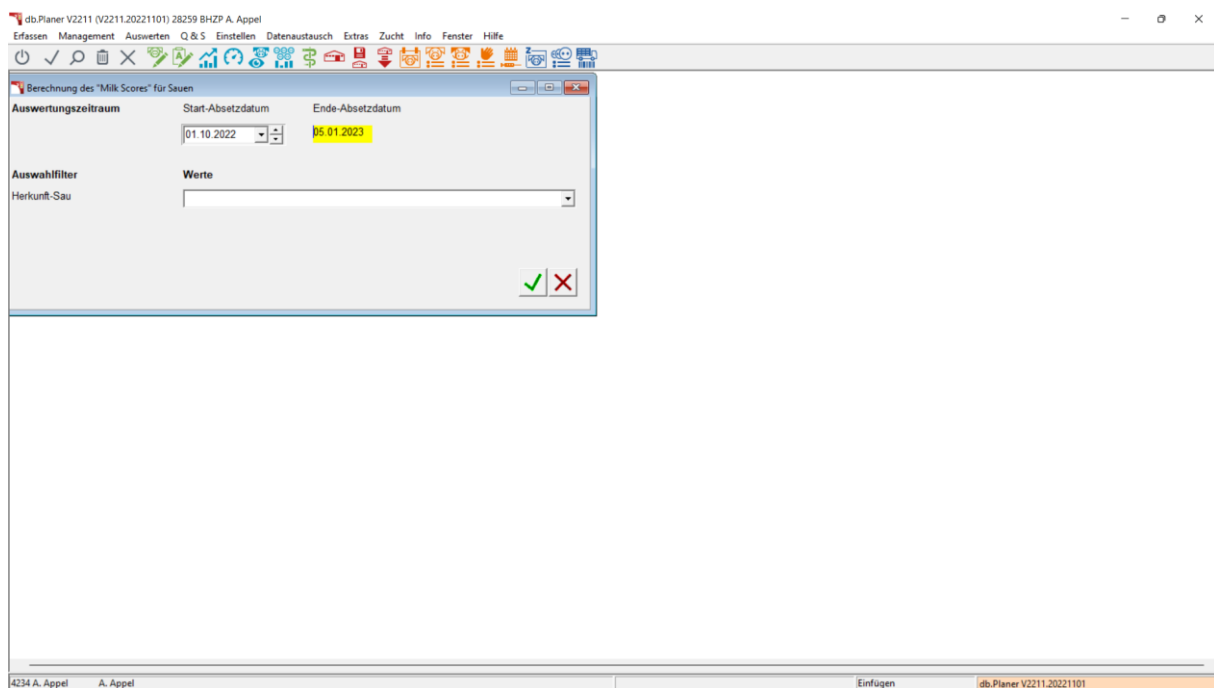 db.Planer V2211 (V2211.20221101) 28259 BHZP A. Appel
Erfassen Management Auswerten Q & S Einstellen Datenaustausch Extras Zucht Info Fenster Hilfe
Berechnung des "Milk Scores" für Sauen
Auswertungszeitraum Start-Absetzdatum Ende-Absetzdatum
01.10.2022 05.01.2023
Auswahlfilter Werte
Herkunft-Sau
4234 A. Appel A. Appel Einfügen db.Planer V2211.20221101